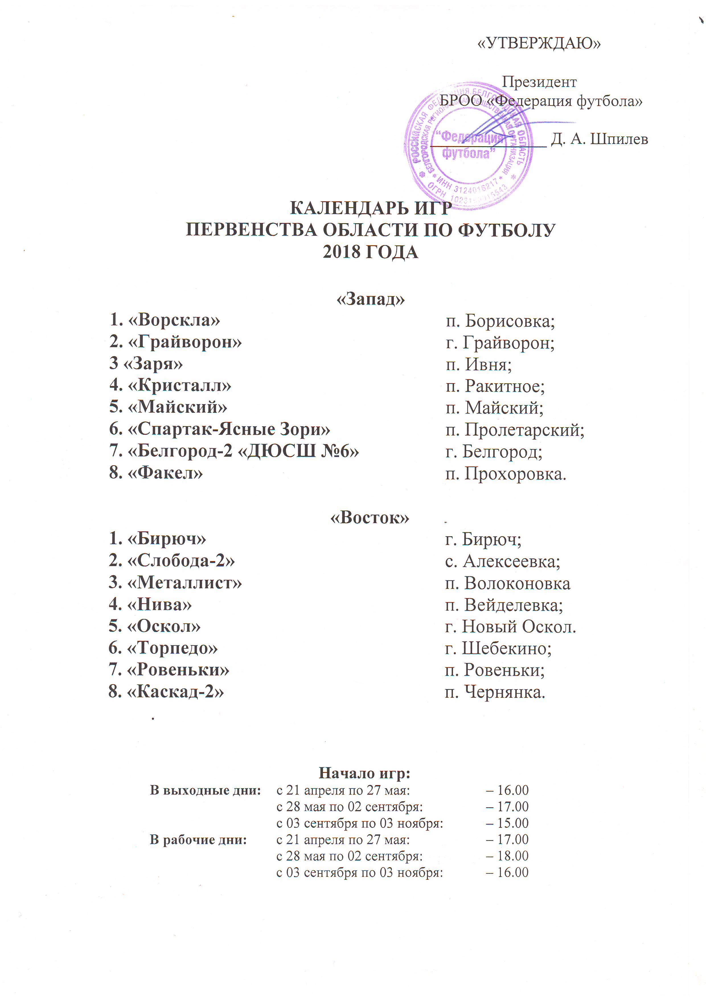 «УТВЕРЖДАЮ»
Президент
БРОО «Федерация футбола»
Д. А. Шпилев
РОССИЙСКАЯ ФЕДЕРАЦИЯ, БЕЛГОРОДСКАЯ ОБЛАСТЬ
БЕЛГОРОДСКАЯ РЕГИОНАЛЬНАЯ ОБЩЕСТВЕННАЯ ОРГАНИЗАЦИЯ
“Федерация
футбола”
ИНН 3124016217
ОГРН
КАЛЕНДАРЬ ИГР
ПЕРВЕНСТВА ОБЛАСТИ ПО ФУТБОЛУ
2018 ГОДА
«Запад»
1. «Ворскла» п. Борисовка;
2. «Грайворон» г. Грайворон;
3 «Заря» п. Ивня;
4. «Кристалл» п. Ракитное;
5. «Майский» п. Майский;
6. «Спартак-Ясные Зори» п. Пролетарский;
7. «Белгород-2 «ДЮСШ №6» г. Белгород;
8. «Факел» п. Прохоровка.
«Восток»
1. «Бирюч» г. Бирюч;
2. «Слобода-2» с. Алексеевка;
3. «Металлист» п. Волоконовка
4. «Нива» п. Вейделевка;
5. «Оскол» г. Новый Оскол.
6. «Торпедо» г. Шебекино;
7. «Ровеньки» п. Ровеньки;
8. «Каскад-2» п. Чернянка.
.
Начало игр:
В выходные дни: с 21 апреля по 27 мая: – 16.00
с 28 мая по 02 сентября: – 17.00
с 03 сентября по 03 ноября: – 15.00
В рабочие дни: с 21 апреля по 27 мая: – 17.00
с 28 мая по 02 сентября: – 18.00
с 03 сентября по 03 ноября: – 16.00